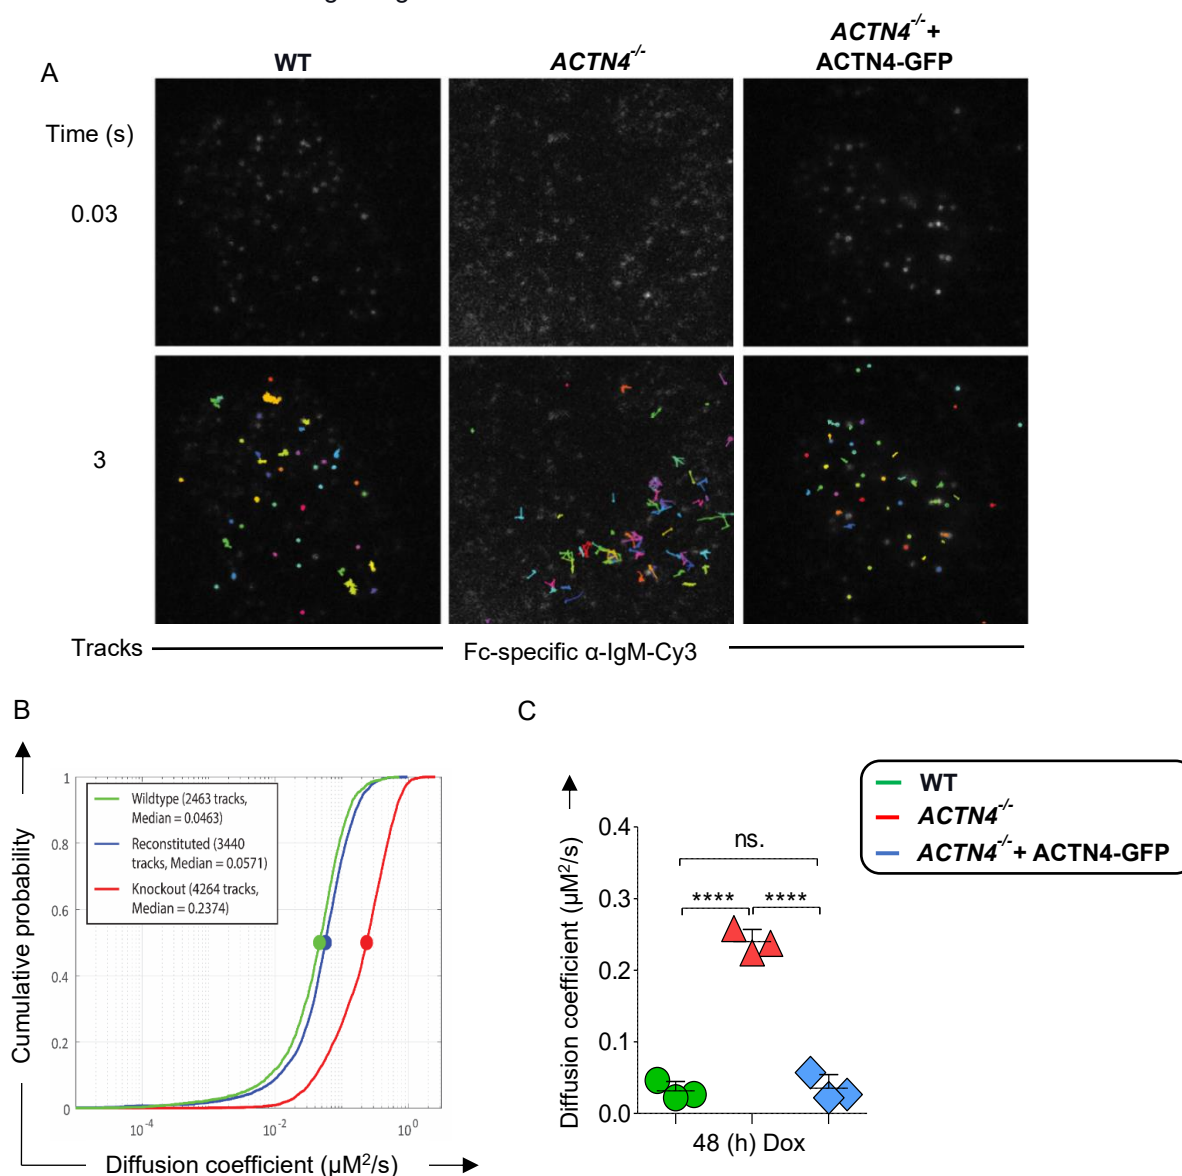 WT
ACTN4-/-
ACTN4-/- +
ACTN4-GFP
A
Time (s)
0.03
3
Tracks
Fc-specific α-IgM-Cy3
B
Cumulative probability
1
0.8
0.6
0.4
0.2
0
Wildtype (2463 tracks,
Median = 0.0463)
Reconstituted (3440
tracks, Median = 0.0571)
Knockout (4264 tracks,
Median = 0.2374)
10-4
10-2
100
Diffusion coefficient (µM2/s)
C
WT
ACTN4-/-
ACTN4-/- + ACTN4-GFP
Diffusion coefficient (µM2/s)
0.4
0.3
0.2
0.1
0.0
ns.
****
****
48 (h) Dox